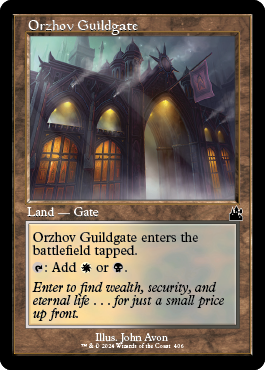 Orzhov Guildgate
Land — Gate
Orzhov Guildgate enters the
battlefield tapped.
: Add or .
Enter to find wealth, security, and
eternal life . . . for just a small price
up front.
Illus. John Avon
™ & © 2024 Wizards of the Coast 406